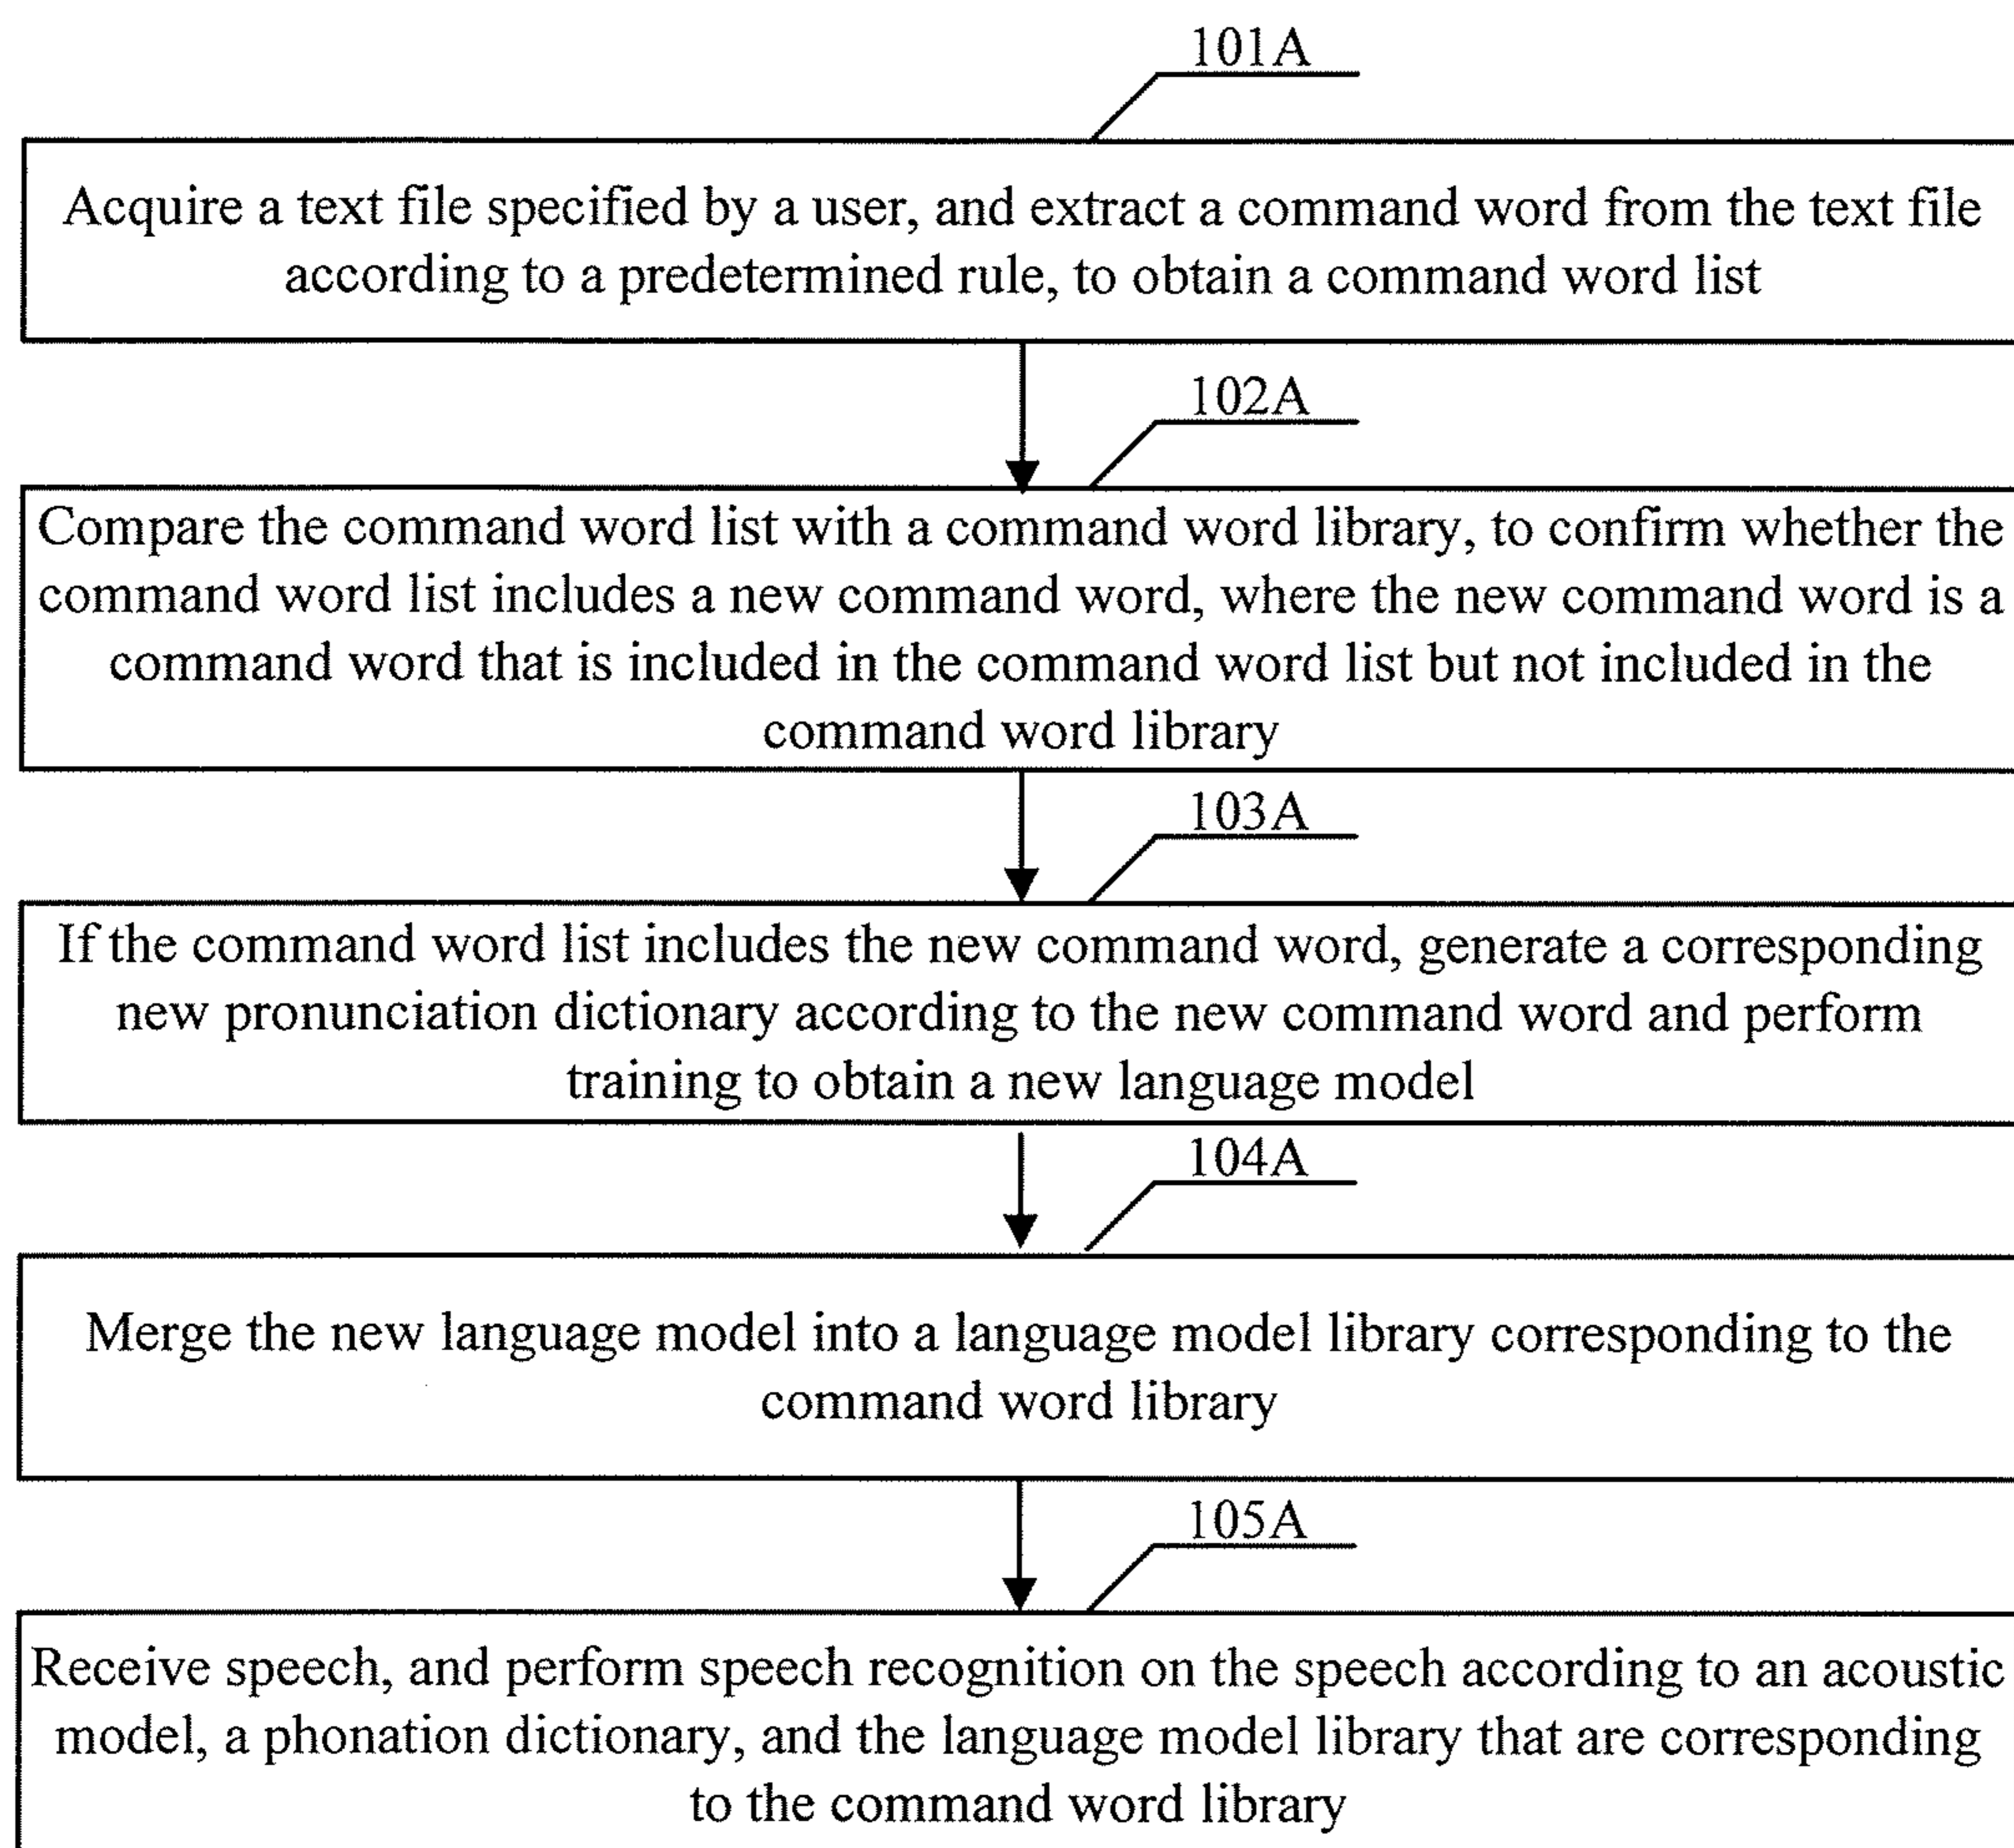 101A
Acquire a text file specified by a user, and extract a command word from the text file
according to a predetermined rule, to obtain a command word list
102A
Compare the command word list with a command word library, to confirm whether the
command word list includes a new command word, where the new command word is a
command word that is included in the command word list but not included in the
command word library
103A
If the command word list includes the new command word, generate a corresponding
new pronunciation dictionary according to the new command word and perform
training to obtain a new language model
104A
Merge the new language model into a language model library corresponding to the
command word library
105A
Receive speech, and perform speech recognition on the speech according to an acoustic
model, a phonation dictionary, and the language model library that are corresponding
to the command word library